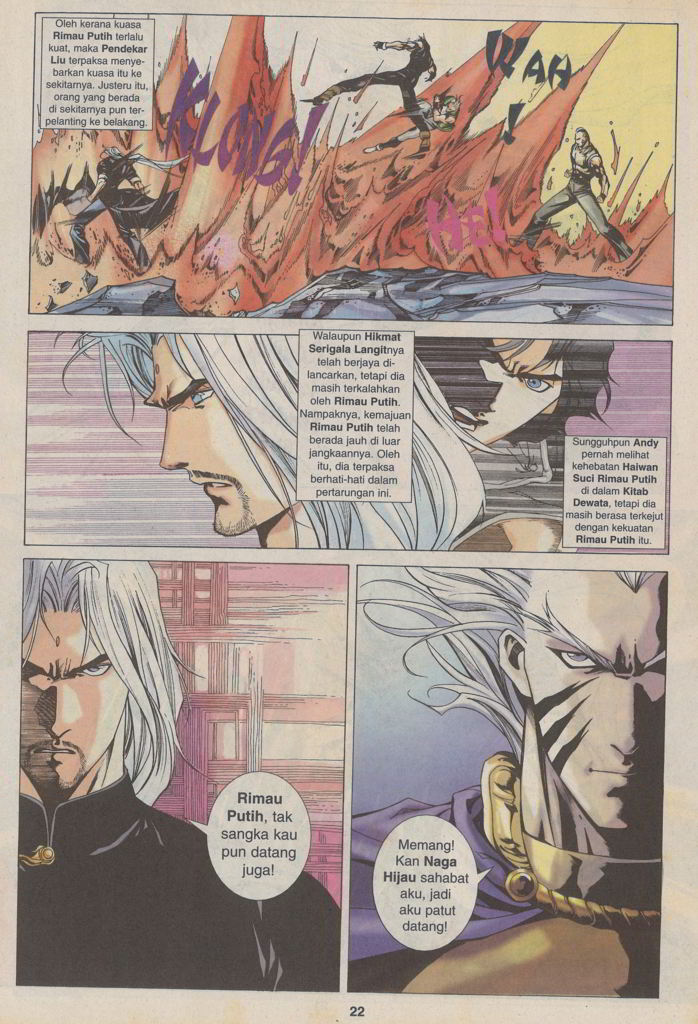 Oleh kerana kuasa
Rimau Putih terlalu
kuat, maka Pendekar
Liu terpaksa menye-
barkan kuasa itu ke
sekitarnya. Justeru itu,
orang yang berada
di sekitarnya pun ter-
pelanting ke belakang.
KLONG!
WAH!
HE!
Walaupun Hikmat
Serigala Langitnya
telah berjaya di-
lancarkan, tetapi dia
masih terkalahkan
oleh Rimau Putih.
Nampaknya, kemajuan
Rimau Putih telah
berada jauh di luar
jangkaannya. Oleh
itu, dia terpaksa
berhati-hati dalam
pertarungan ini.
Sungguhpun Andy
pernah melihat
kehebatan Haiwan
Suci Rimau Putih
di dalam Kitab
Dewata, tetapi dia
masih berasa terkejut
dengan kekuatan
Rimau Putih itu.
Rimau
Putih, tak
sangka kau
pun datang
juga!
Memang!
Kan Naga
Hijau sahabat
aku, jadi
aku patut
datang!
22